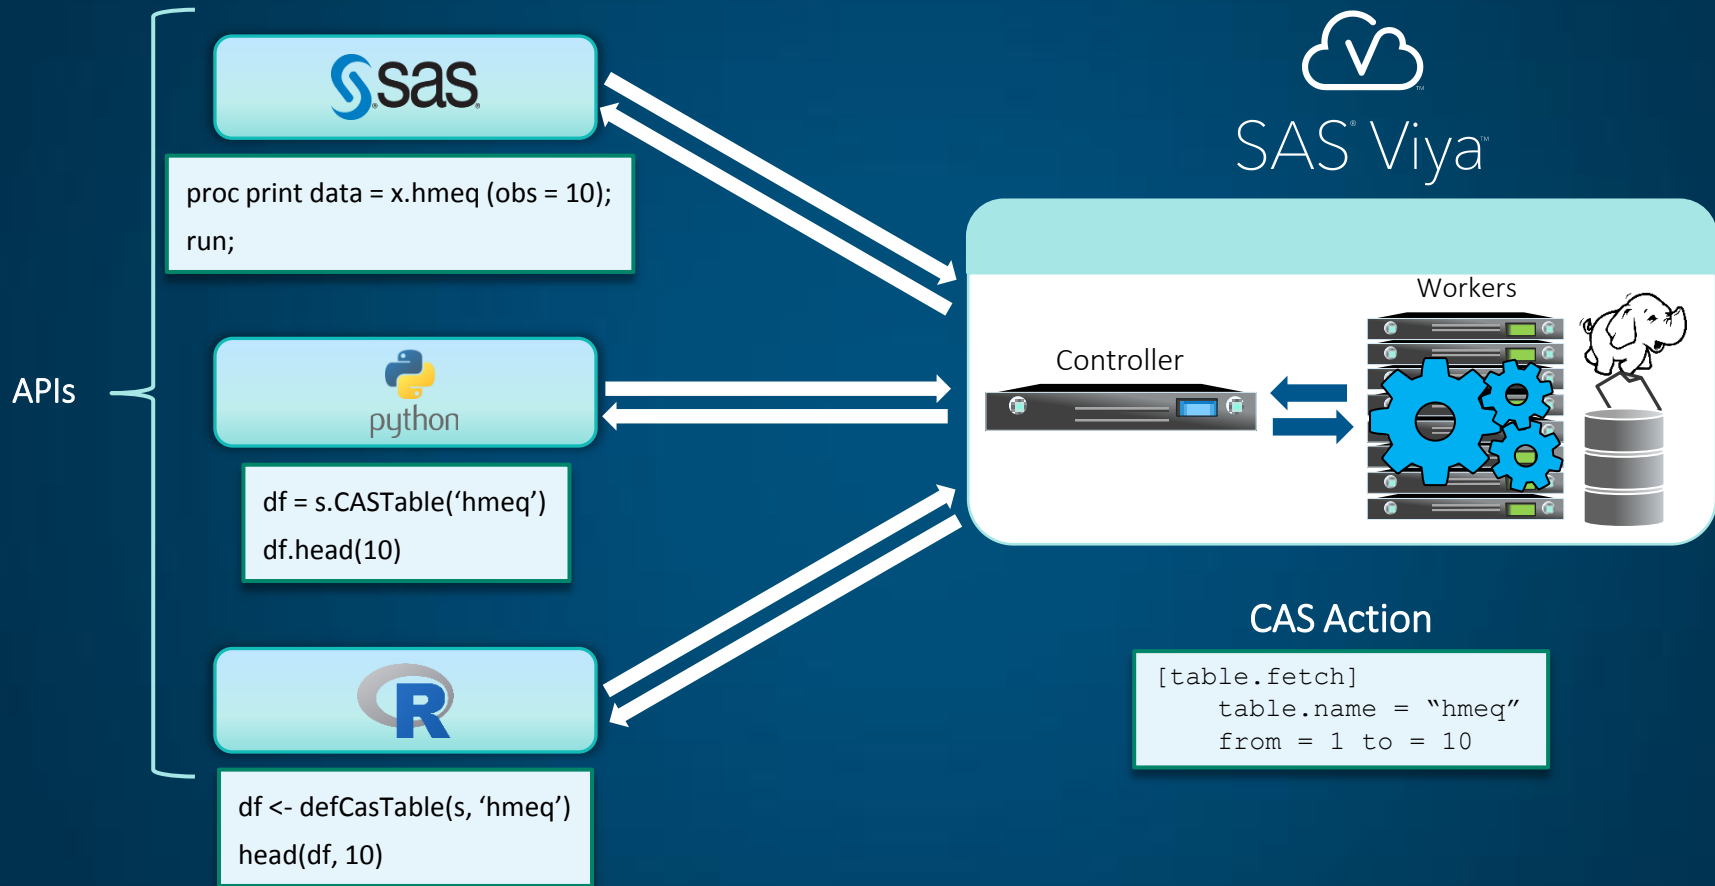 APIs
sas
proc print data = x.hmeq (obs = 10);
run;
python
df = s.CASTable(‘hmeq’)
df.head(10)
R
df <- defCasTable(s, ‘hmeq’)
head(df, 10)
V
SAS® Viya™
Controller
Workers
CAS Action
[table.fetch]
table.name = “hmeq”
from = 1 to = 10